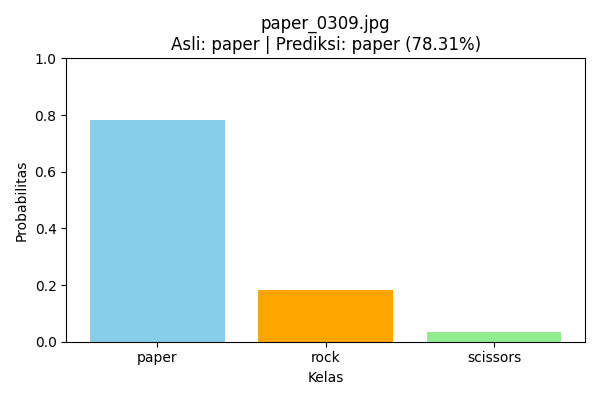 paper_0309.jpg
Asli: paper | Prediksi: paper (78.31%)
1.0
0.8
0.6
0.4
0.2
0.0
Probabilitas
paper
rock
scissors
Kelas